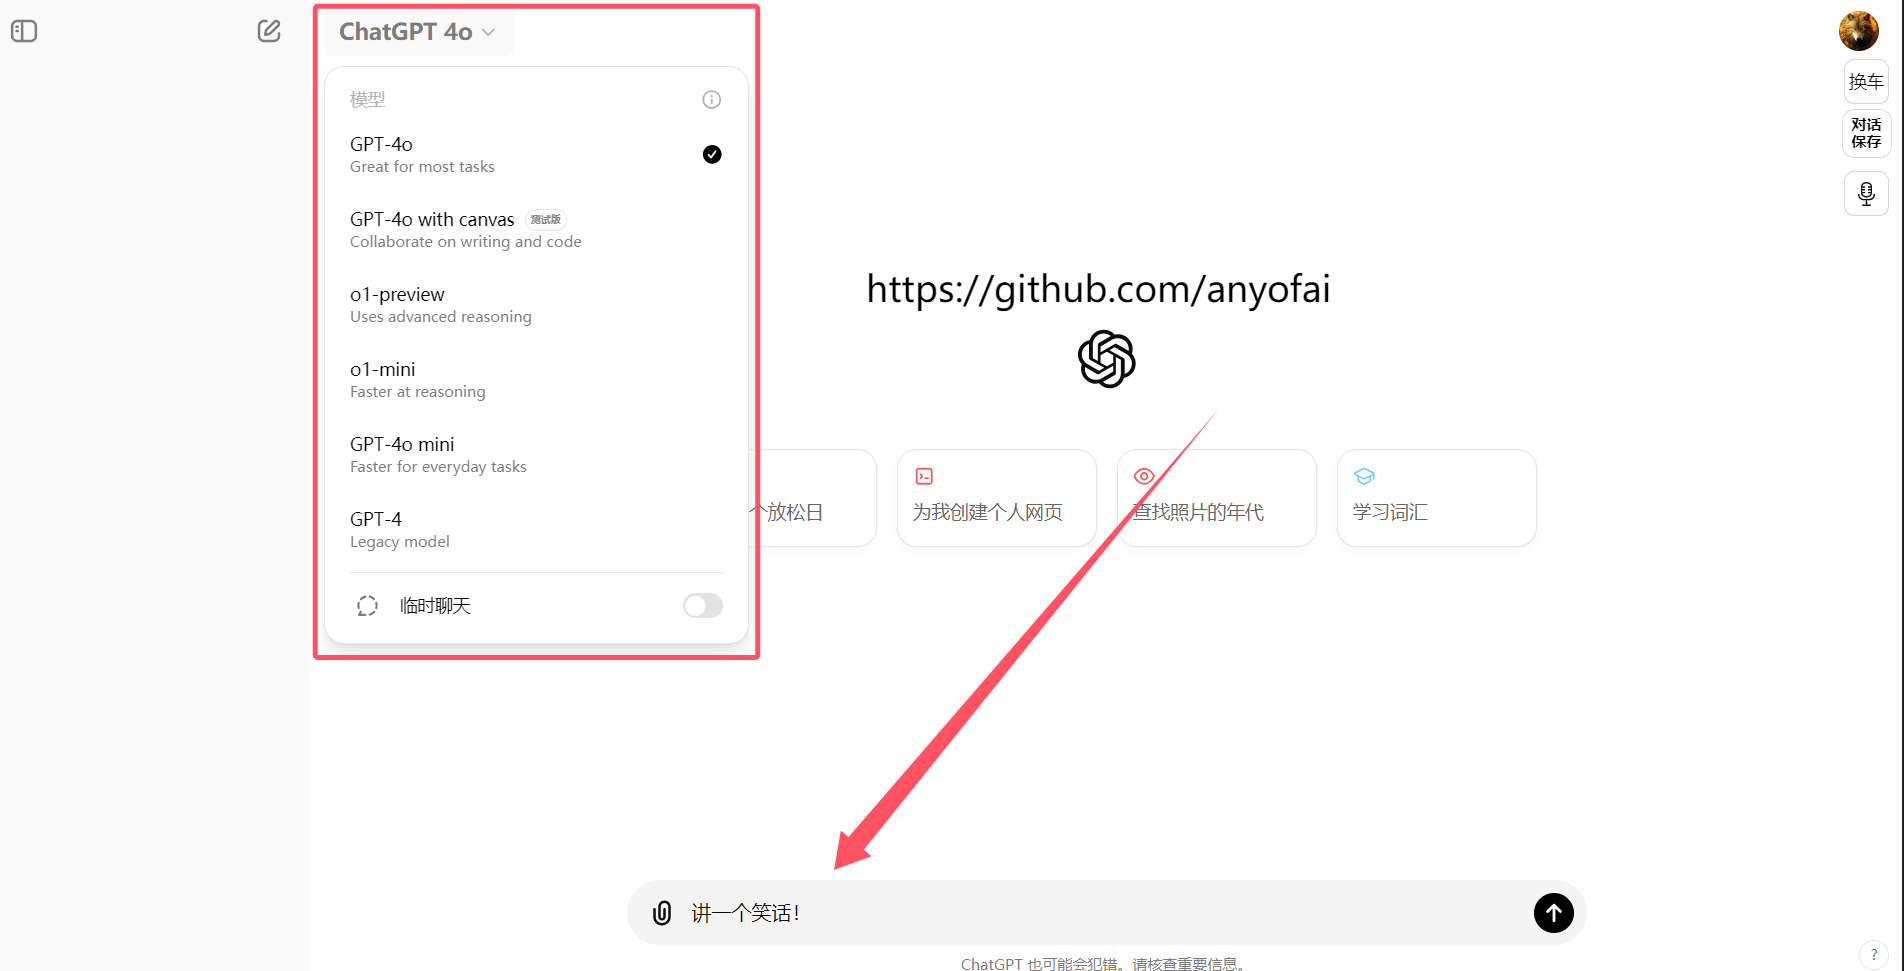 ChatGPT 4o
模型
GPT-4o
Great for most tasks
GPT-4o with canvas 测试版
Collaborate on writing and code
o1-preview
Uses advanced reasoning
o1-mini
Faster at reasoning
GPT-4o mini
Faster for everyday tasks
GPT-4
Legacy model
临时聊天
换车
对话
保存
https://github.com/anyofai
个放松日
为我创建个人网页
查找照片的年代
学习词汇
讲一个笑话！
ChatGPT 也可能会犯错。请核查重要信息。
?